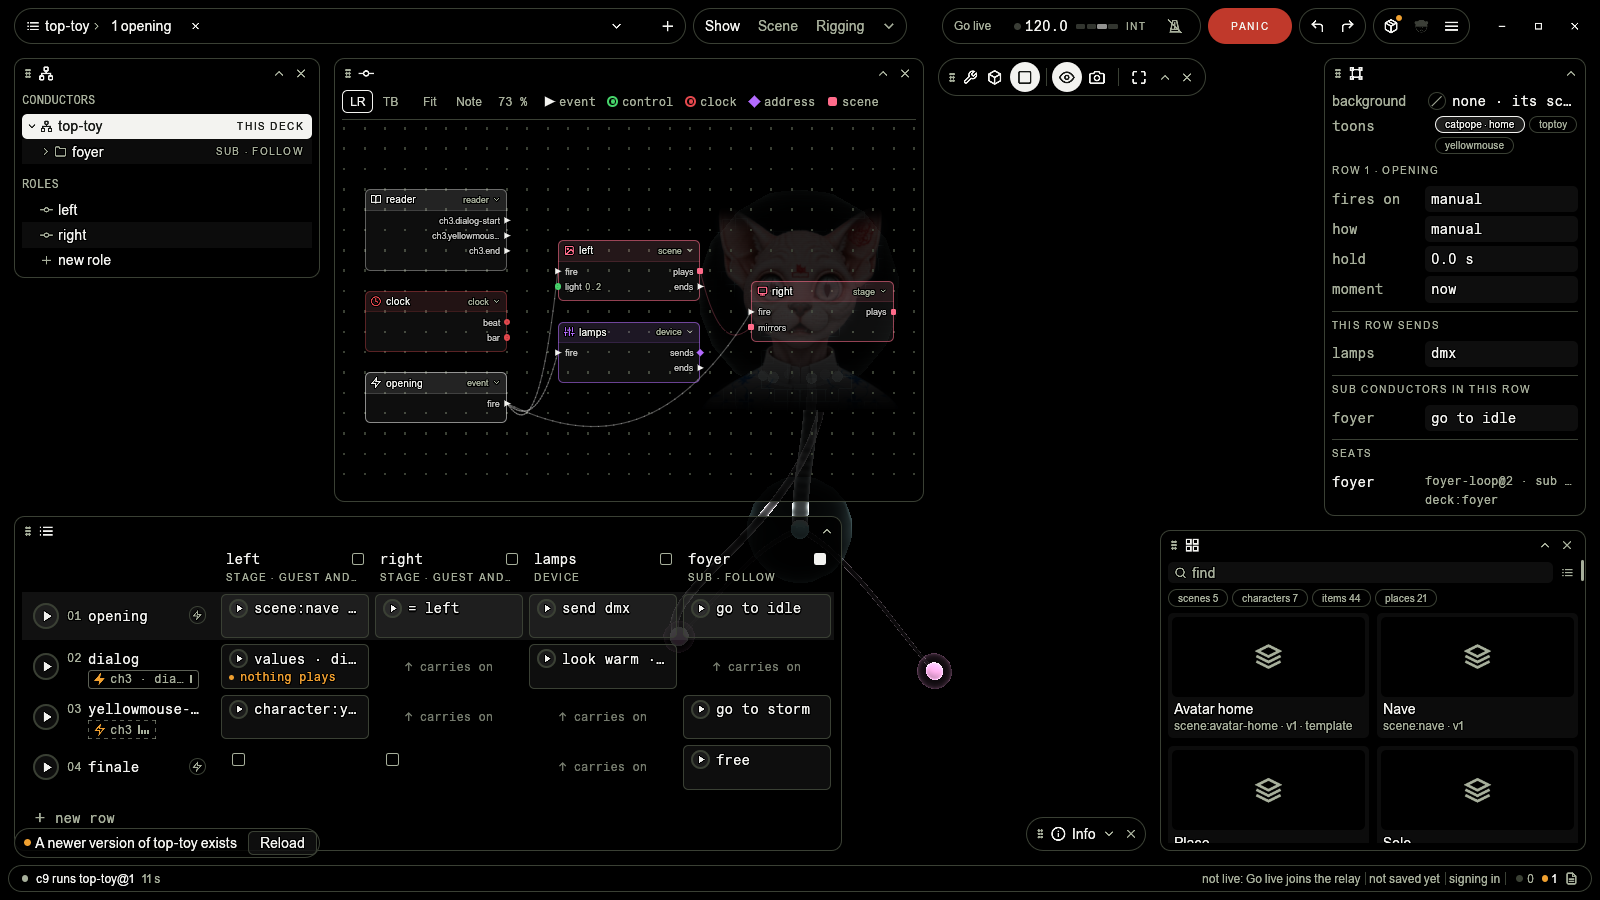 top-toy › 1 opening
Show Scene Rigging
Go live 120.0 INT
PANIC
CONDUCTORS
top-toy THIS DECK
foyer SUB · FOLLOW
ROLES
left
right
+ new role
LR TB Fit Note 73 % event control clock address scene
reader reader
ch3.dialog-start
ch3.yellowmous...
ch3.end
clock clock
beat
bar
opening event
fire
left scene
fire plays
light 0.2 ends
lamps device
fire sends
ends
right stage
fire plays
mirrors
background none · its sc…
toons catpope · home toptoy
yellowmouse
ROW 1 · OPENING
fires on manual
how manual
hold 0.0 s
moment now
THIS ROW SENDS
lamps dmx
SUB CONDUCTORS IN THIS ROW
foyer go to idle
SEATS
foyer foyer-loop@2 · sub …
deck:foyer
left right lamps foyer
STAGE · GUEST AND… STAGE · GUEST AND… DEVICE SUB · FOLLOW
01 opening scene:nave … = left send dmx go to idle
02 dialog values · di… ↑ carries on look warm ·… ↑ carries on
ch3 · dia… nothing plays
03 yellowmouse-… character:y… ↑ carries on ↑ carries on go to storm
ch3
04 finale ↑ carries on free
+ new row
A newer version of top-toy exists Reload
find
scenes 5 characters 7 items 44 places 21
Avatar home Nave
scene:avatar-home · v1 · template scene:nave · v1
Place Sale
Info
c9 runs top-toy@1 11 s
not live: Go live joins the relay not saved yet signing in 0 1